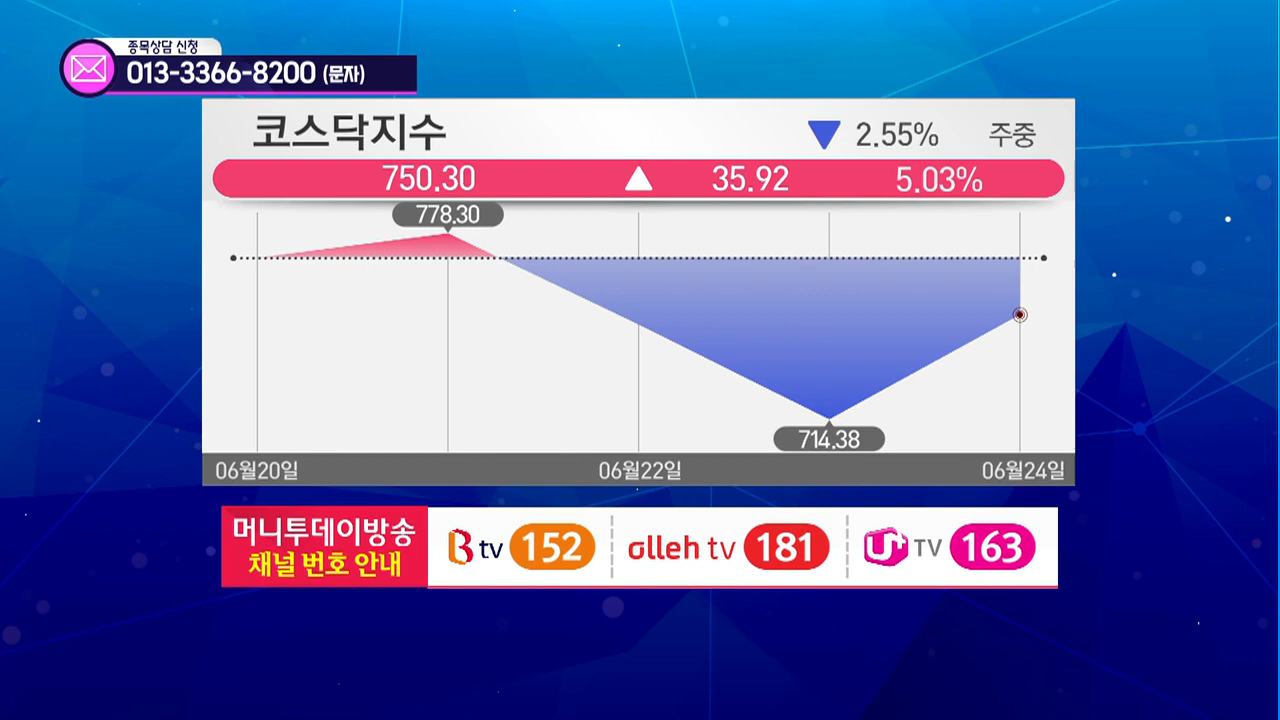 종목상담 신청
013-3366-8200 (문자)
코스닥지수 ▼ 2.55% 주중
750.30 ▲ 35.92 5.03%
778.30
714.38
06월20일 06월22일 06월24일
머니투데이방송
채널 번호 안내
B tv 152 olleh tv 181 U+ TV 163